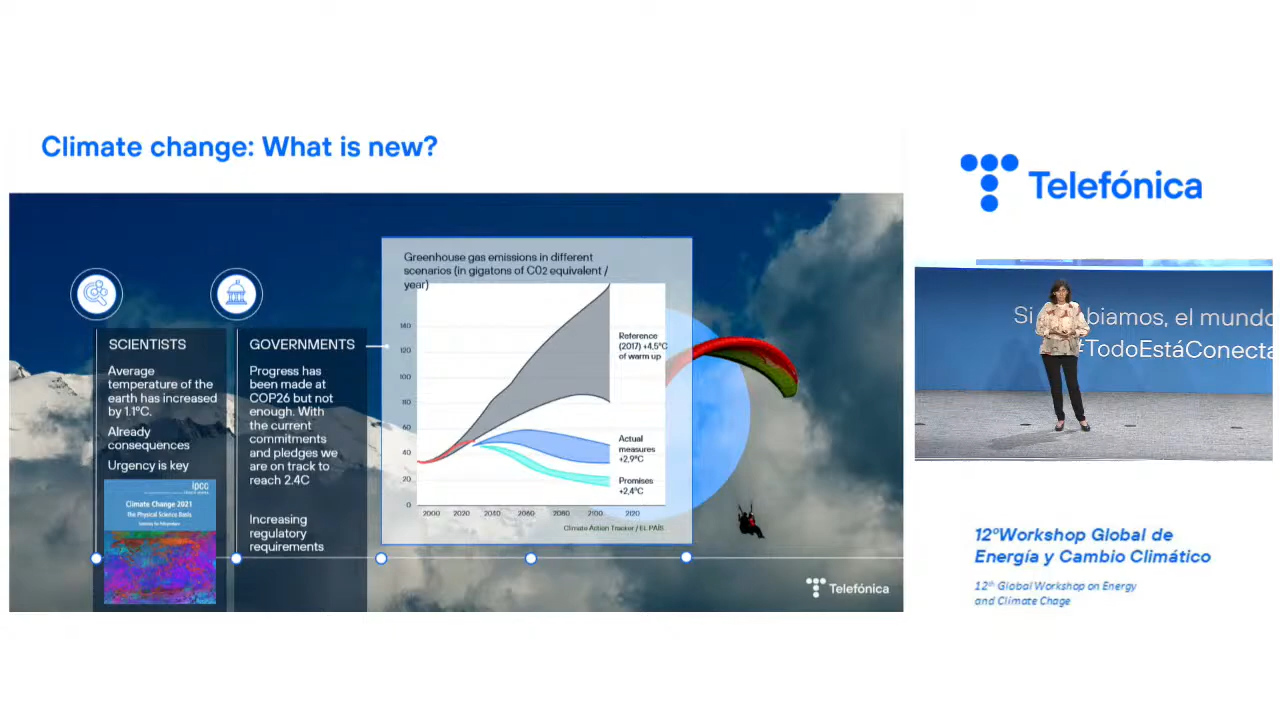 Climate change: What is new?
SCIENTISTS
Average
temperature of the
earth has increased
by 1.1ºC.
Already
consequences
Urgency is key
ipcc
Climate Change 2021
The Physical Science Basis
GOVERNMENTS
Progress has
been made at
COP26 but not
enough. With
the current
commitments
and pledges we
are on track to
reach 2.4C
Increasing
regulatory
requirements
Greenhouse gas emissions in different
scenarios (in gigatons of CO2 equivalent /
year)
140
120
100
80
60
40
20
0
2000 2020 2040 2060 2080 2100 2120
Reference
(2017) +4,5ºC
of warm up
Actual
measures
+2,9ºC
Promises
+2,4ºC
Climate Action Tracker / EL PAÍS.
Telefónica
Telefónica
Si biamos, el mundo
#TodoEstáConecta
12ºWorkshop Global de
Energía y Cambio Climático
12th Global Workshop on Energy
and Climate Chage